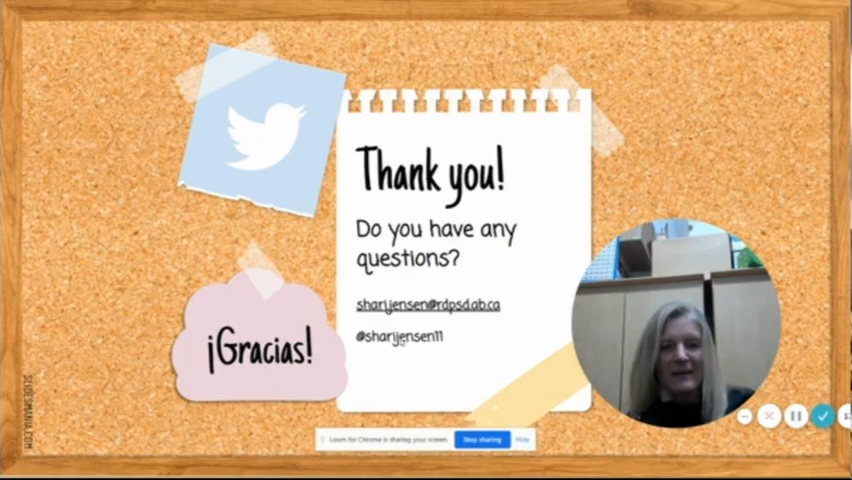 Thank you!
Do you have any
questions?
sharijensen@rdpsd.ab.ca
@sharijensen11
¡Gracias!
SLIDESMANIA.COM
Loom for Chrome is sharing your screen.
Stop sharing
Hide